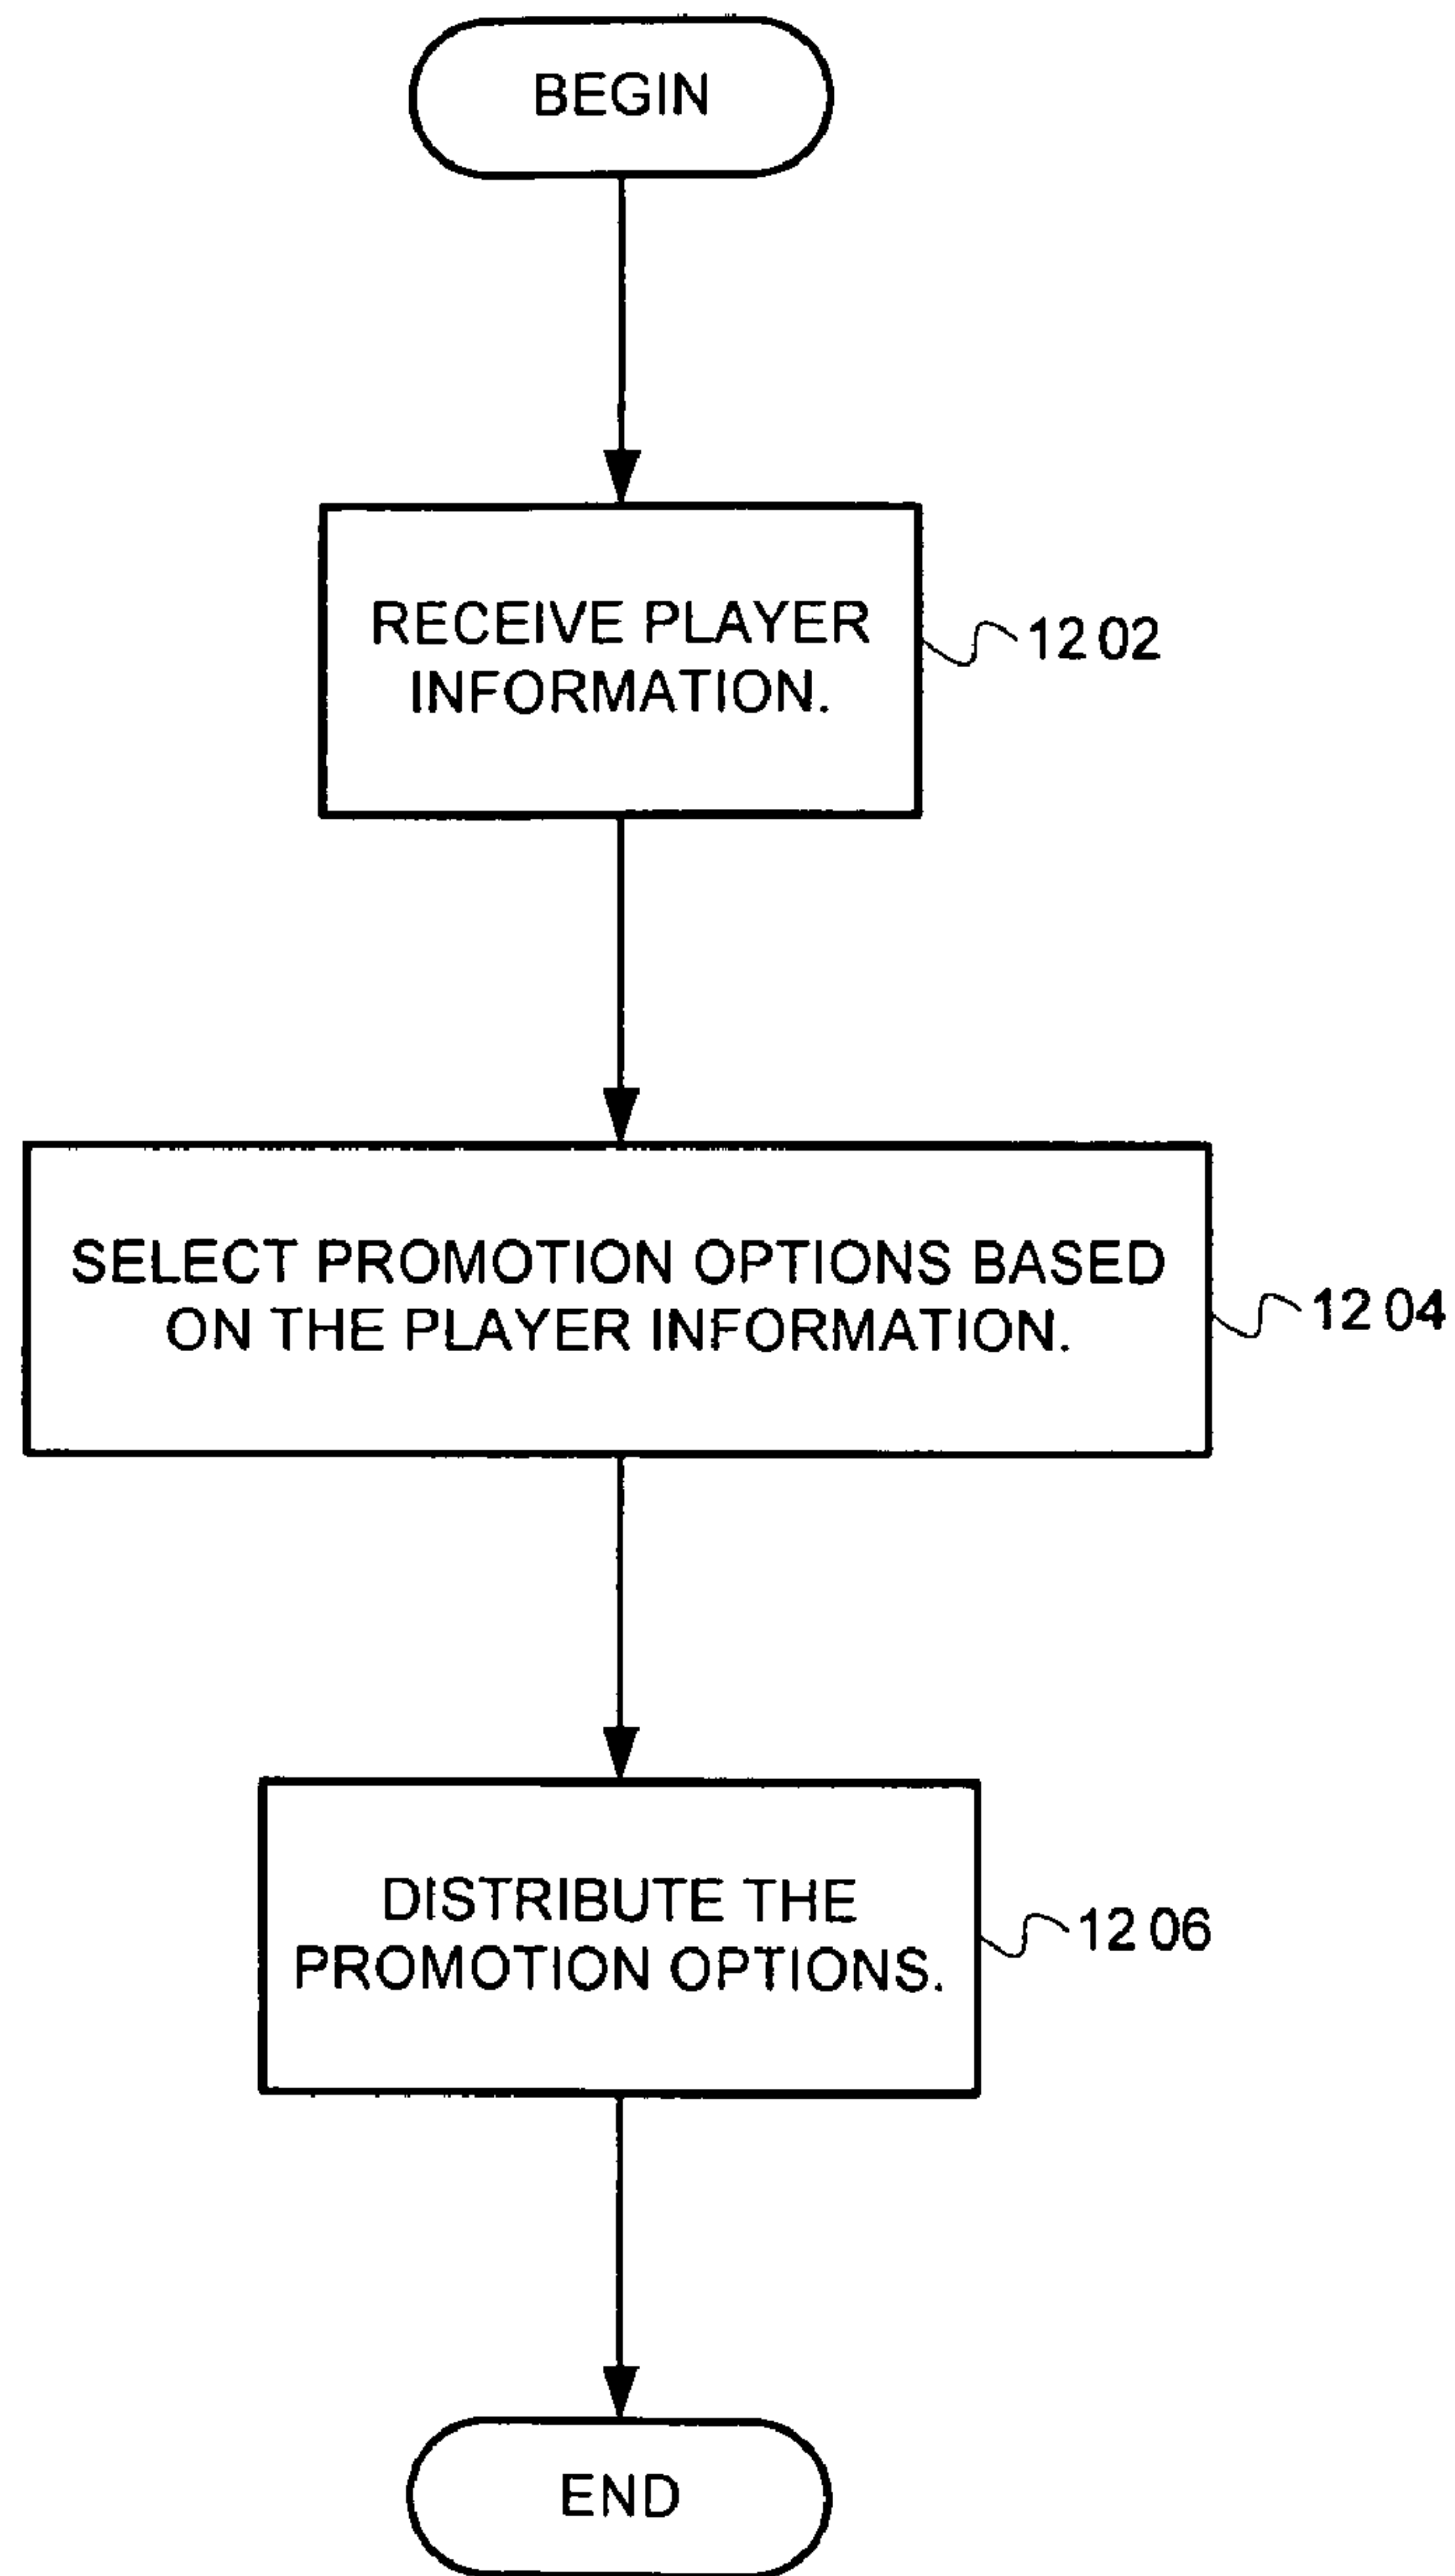 BEGIN
RECEIVE PLAYER
INFORMATION.
1202
SELECT PROMOTION OPTIONS BASED
ON THE PLAYER INFORMATION.
1204
DISTRIBUTE THE
PROMOTION OPTIONS.
1206
END